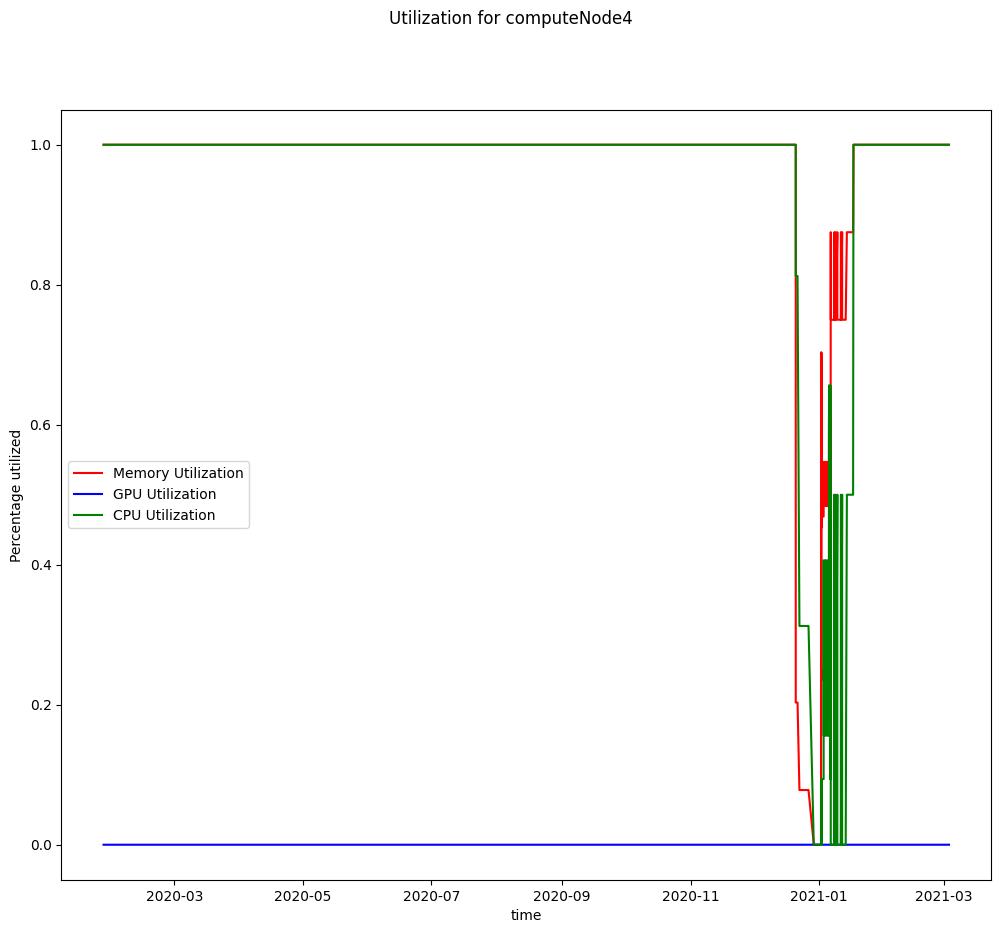 Utilization for computeNode4
1.0
0.8
0.6
0.4
0.2
0.0
Percentage utilized
Memory Utilization
GPU Utilization
CPU Utilization
2020-03 2020-05 2020-07 2020-09 2020-11 2021-01 2021-03
time